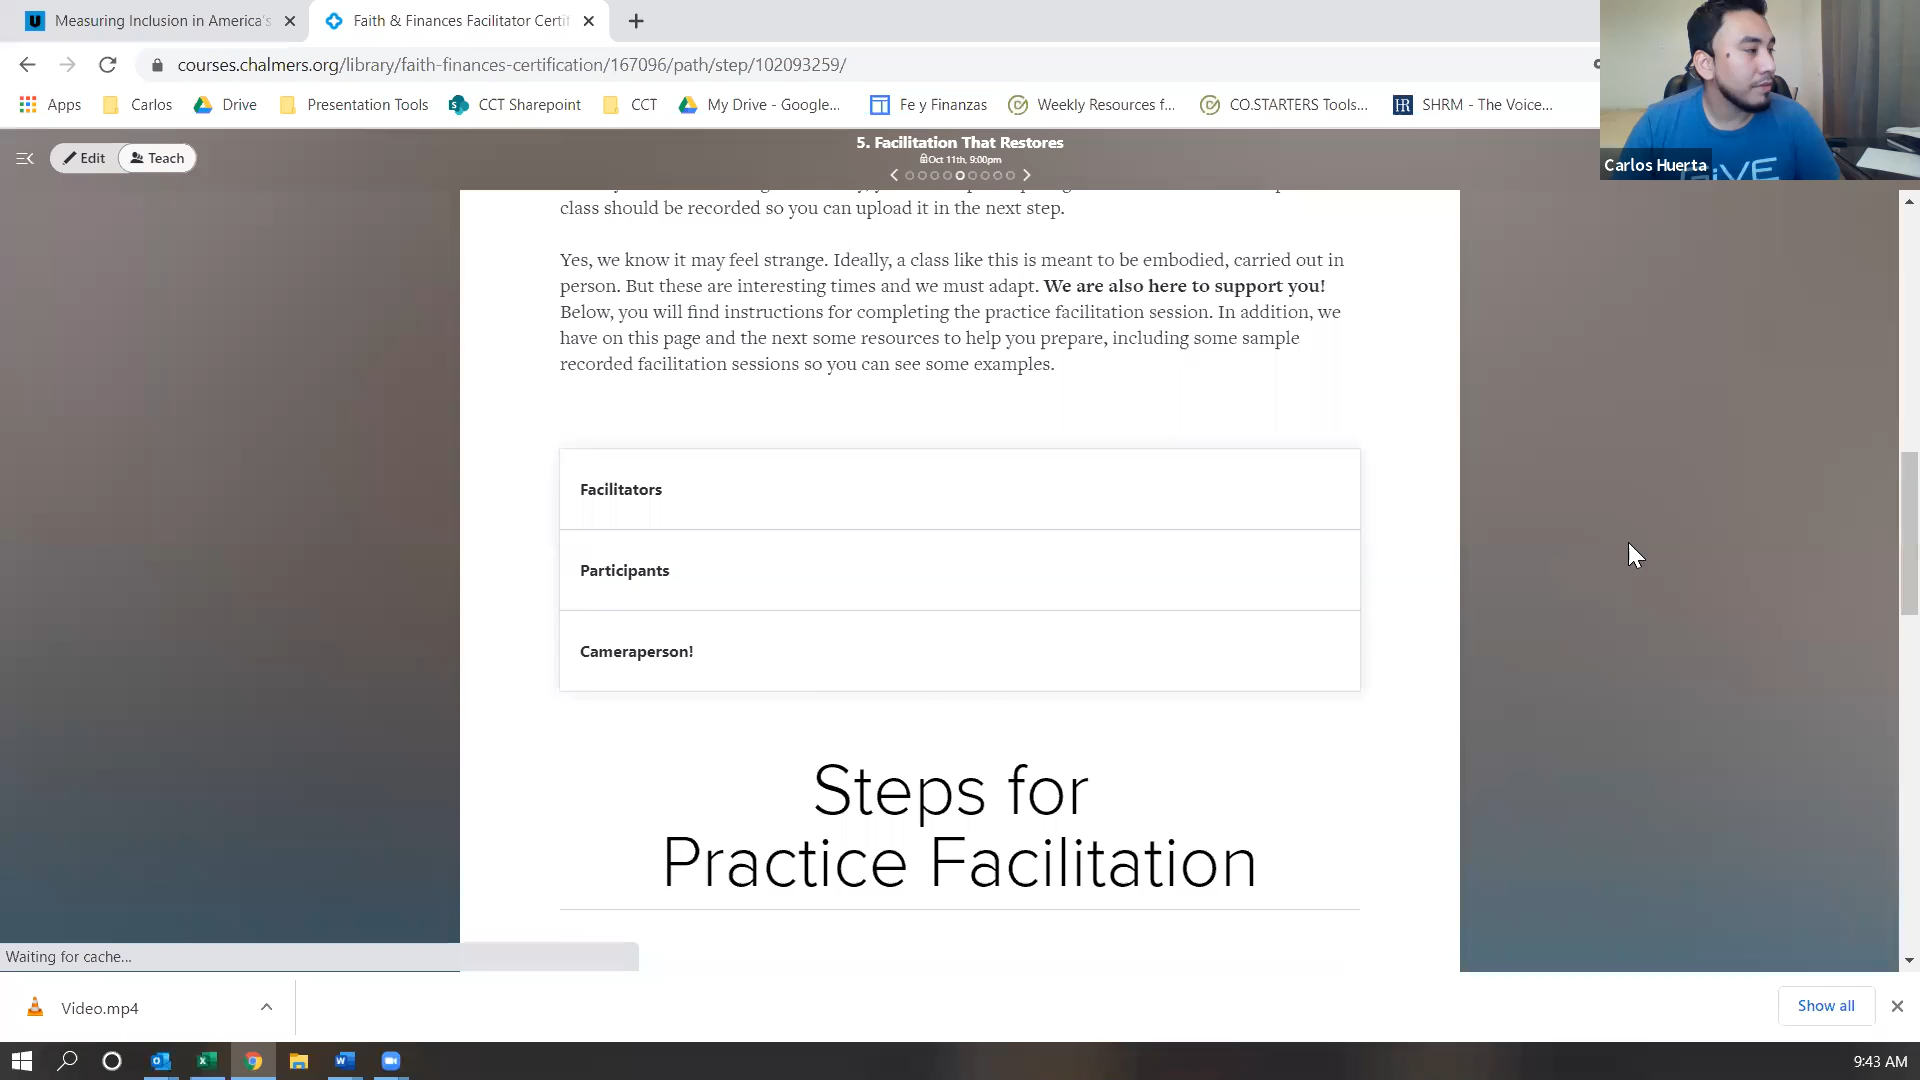 Measuring Inclusion in America's
Faith & Finances Facilitator Certif
courses.chalmers.org/library/faith-finances-certification/167096/path/step/102093259/
Apps
Carlos
Drive
Presentation Tools
CCT Sharepoint
CCT
My Drive - Google...
Fe y Finanzas
Weekly Resources f...
CO.STARTERS Tools...
SHRM - The Voice...
Carlos Huerta
GiVE
Edit
Teach
5. Facilitation That Restores
Oct 11th, 9:00pm
class should be recorded so you can upload it in the next step.
Yes, we know it may feel strange. Ideally, a class like this is meant to be embodied, carried out in
person. But these are interesting times and we must adapt. We are also here to support you!
Below, you will find instructions for completing the practice facilitation session. In addition, we
have on this page and the next some resources to help you prepare, including some sample
recorded facilitation sessions so you can see some examples.
Facilitators
Participants
Cameraperson!
Steps for
Practice Facilitation
Waiting for cache...
Video.mp4
Show all
9:43 AM